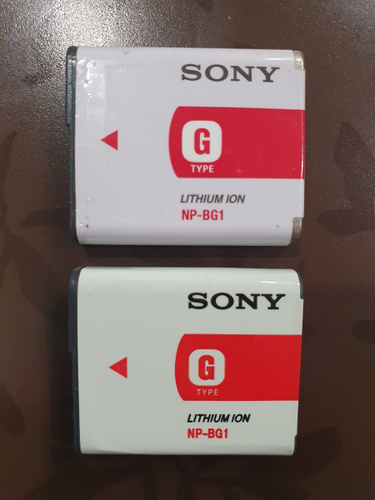 SONY
G
TYPE
LITHIUM ION
NP-BG1
SONY
G
TYPE
LITHIUM ION
NP-BG1